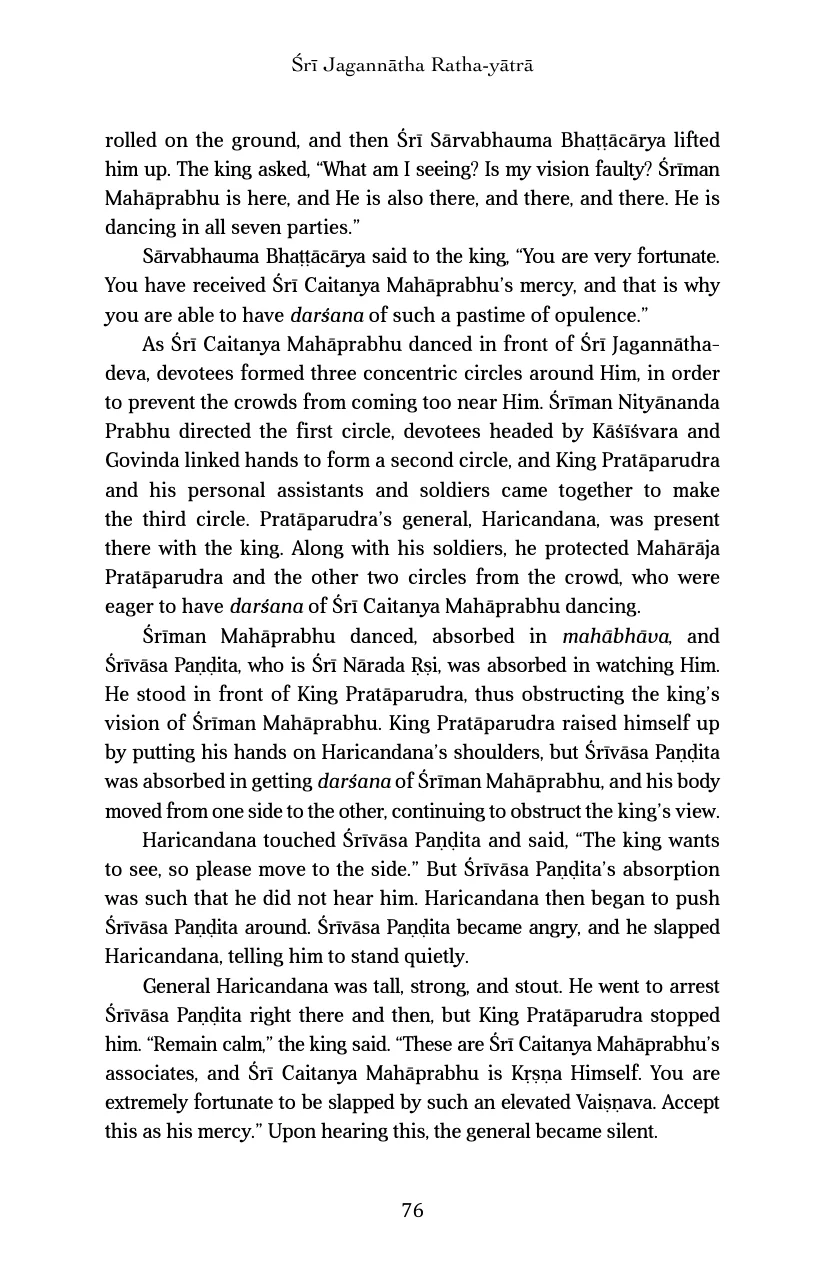 Śrī Jagannātha Ratha-yātrā
rolled on the ground, and then Śrī Sārvabhauma Bhaṭṭācārya lifted
him up. The king asked, “What am I seeing? Is my vision faulty? Śrīman
Mahāprabhu is here, and He is also there, and there, and there. He is
dancing in all seven parties.”
Sārvabhauma Bhaṭṭācārya said to the king, “You are very fortunate.
You have received Śrī Caitanya Mahāprabhu’s mercy, and that is why
you are able to have darśana of such a pastime of opulence.”
As Śrī Caitanya Mahāprabhu danced in front of Śrī Jagannātha-
deva, devotees formed three concentric circles around Him, in order
to prevent the crowds from coming too near Him. Śrīman Nityānanda
Prabhu directed the first circle, devotees headed by Kāśīśvara and
Govinda linked hands to form a second circle, and King Pratāparudra
and his personal assistants and soldiers came together to make
the third circle. Pratāparudra’s general, Haricandana, was present
there with the king. Along with his soldiers, he protected Mahārāja
Pratāparudra and the other two circles from the crowd, who were
eager to have darśana of Śrī Caitanya Mahāprabhu dancing.
Śrīman Mahāprabhu danced, absorbed in mahābhāva, and
Śrīvāsa Paṇḍita, who is Śrī Nārada Ṛṣi, was absorbed in watching Him.
He stood in front of King Pratāparudra, thus obstructing the king’s
vision of Śrīman Mahāprabhu. King Pratāparudra raised himself up
by putting his hands on Haricandana’s shoulders, but Śrīvāsa Paṇḍita
was absorbed in getting darśana of Śrīman Mahāprabhu, and his body
moved from one side to the other, continuing to obstruct the king’s view.
Haricandana touched Śrīvāsa Paṇḍita and said, “The king wants
to see, so please move to the side.” But Śrīvāsa Paṇḍita’s absorption
was such that he did not hear him. Haricandana then began to push
Śrīvāsa Paṇḍita around. Śrīvāsa Paṇḍita became angry, and he slapped
Haricandana, telling him to stand quietly.
General Haricandana was tall, strong, and stout. He went to arrest
Śrīvāsa Paṇḍita right there and then, but King Pratāparudra stopped
him. “Remain calm,” the king said. “These are Śrī Caitanya Mahāprabhu’s
associates, and Śrī Caitanya Mahāprabhu is Kṛṣṇa Himself. You are
extremely fortunate to be slapped by such an elevated Vaiṣṇava. Accept
this as his mercy.” Upon hearing this, the general became silent.
76